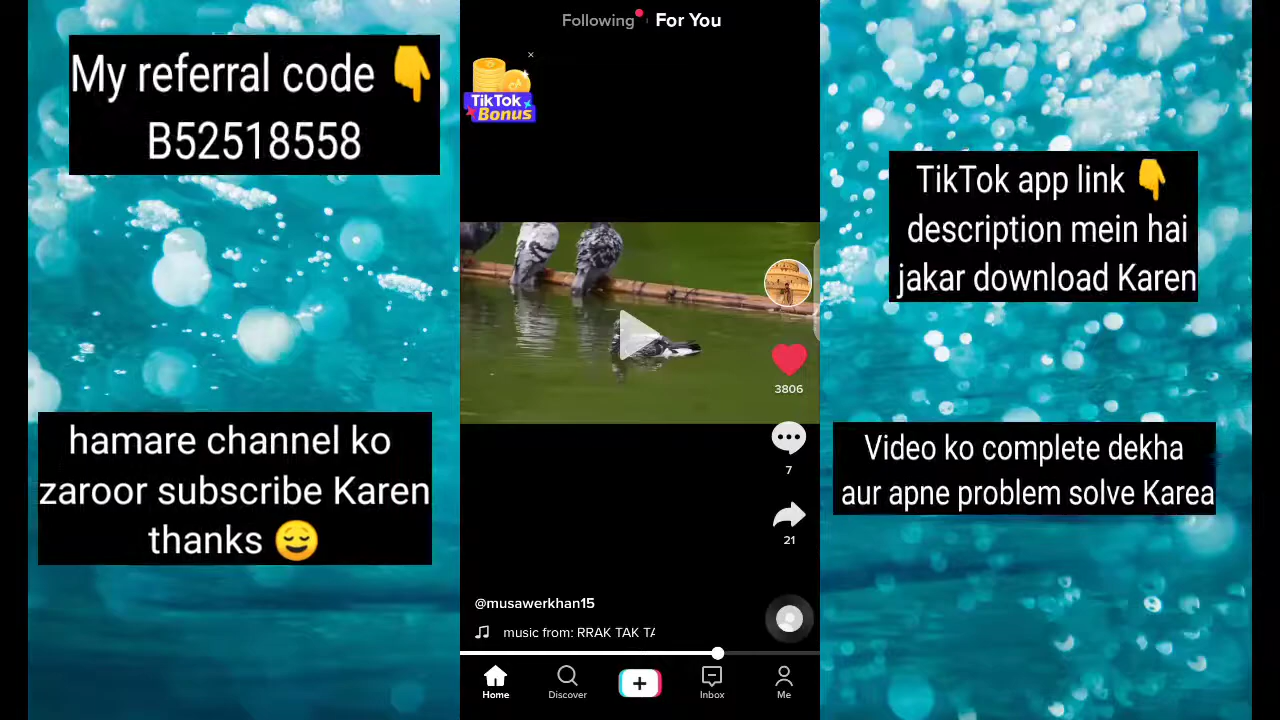 My referral code 👇
B52518558
hamare channel ko
zaroor subscribe Karen
thanks 😌
Following
For You
TikTok
Bonus
3806
7
21
@musawerkhan15
music from: RRAK TAK TA
Home
Discover
Inbox
Me
TikTok app link 👇
description mein hai
jakar download Karen
Video ko complete dekha
aur apne problem solve Karea